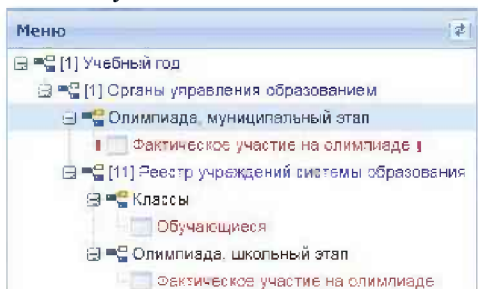 Меню
[1] Учебный год
[1] Органы управления образованием
Олимпиада, муниципальный этап
Фактическое участие на олимпиаде
[11] Реестр учреждений системы образования
Классы
Обучающиеся
Олимпиада, школьный этап
Фактическое участие на олимпиаде